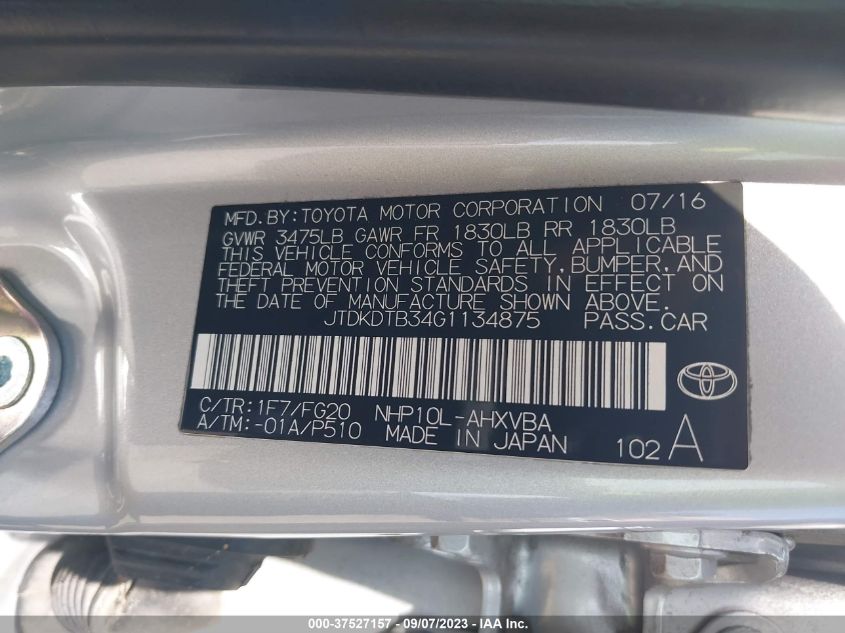 MFD. BY: TOYOTA MOTOR CORPORATION 07/16
GVWR 3475LB GAWR FR 1830LB RR 1830LB
THIS VEHICLE CONFORMS TO ALL APPLICABLE
FEDERAL MOTOR VEHICLE SAFETY, BUMPER, AND
THEFT PREVENTION STANDARDS IN EFFECT ON
THE DATE OF MANUFACTURE SHOWN ABOVE.
JTDKDTB34G1134875 PASS. CAR
C/TR: 1F7/FG20 NHP10L-AHXVBA
A/TM: -01A/P510 MADE IN JAPAN 102 A
000-37527157 - 09/07/2023 - IAA Inc.